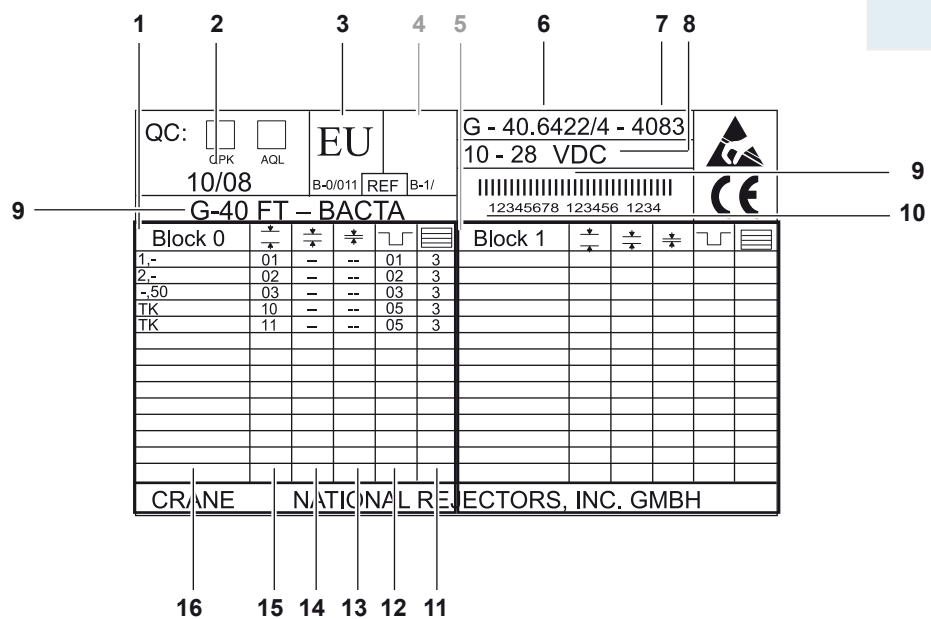 1 2 3 4 5 6 7 8
QC: CPK AQL EU G - 40.6422/4 - 4083
10 - 28 VDC
9
10/08 B-0/011 REF B-1/
12345678 123456 1234 CE
10
9 G-40 FT – BACTA
Block 0 Block 1
1,- 01 – -- 01 3
2,- 02 – -- 02 3
-,50 03 – -- 03 3
TK 10 – -- 05 3
TK 11 – -- 05 3
CRANE NATIONAL REJECTORS, INC. GMBH
16 15 14 13 12 11